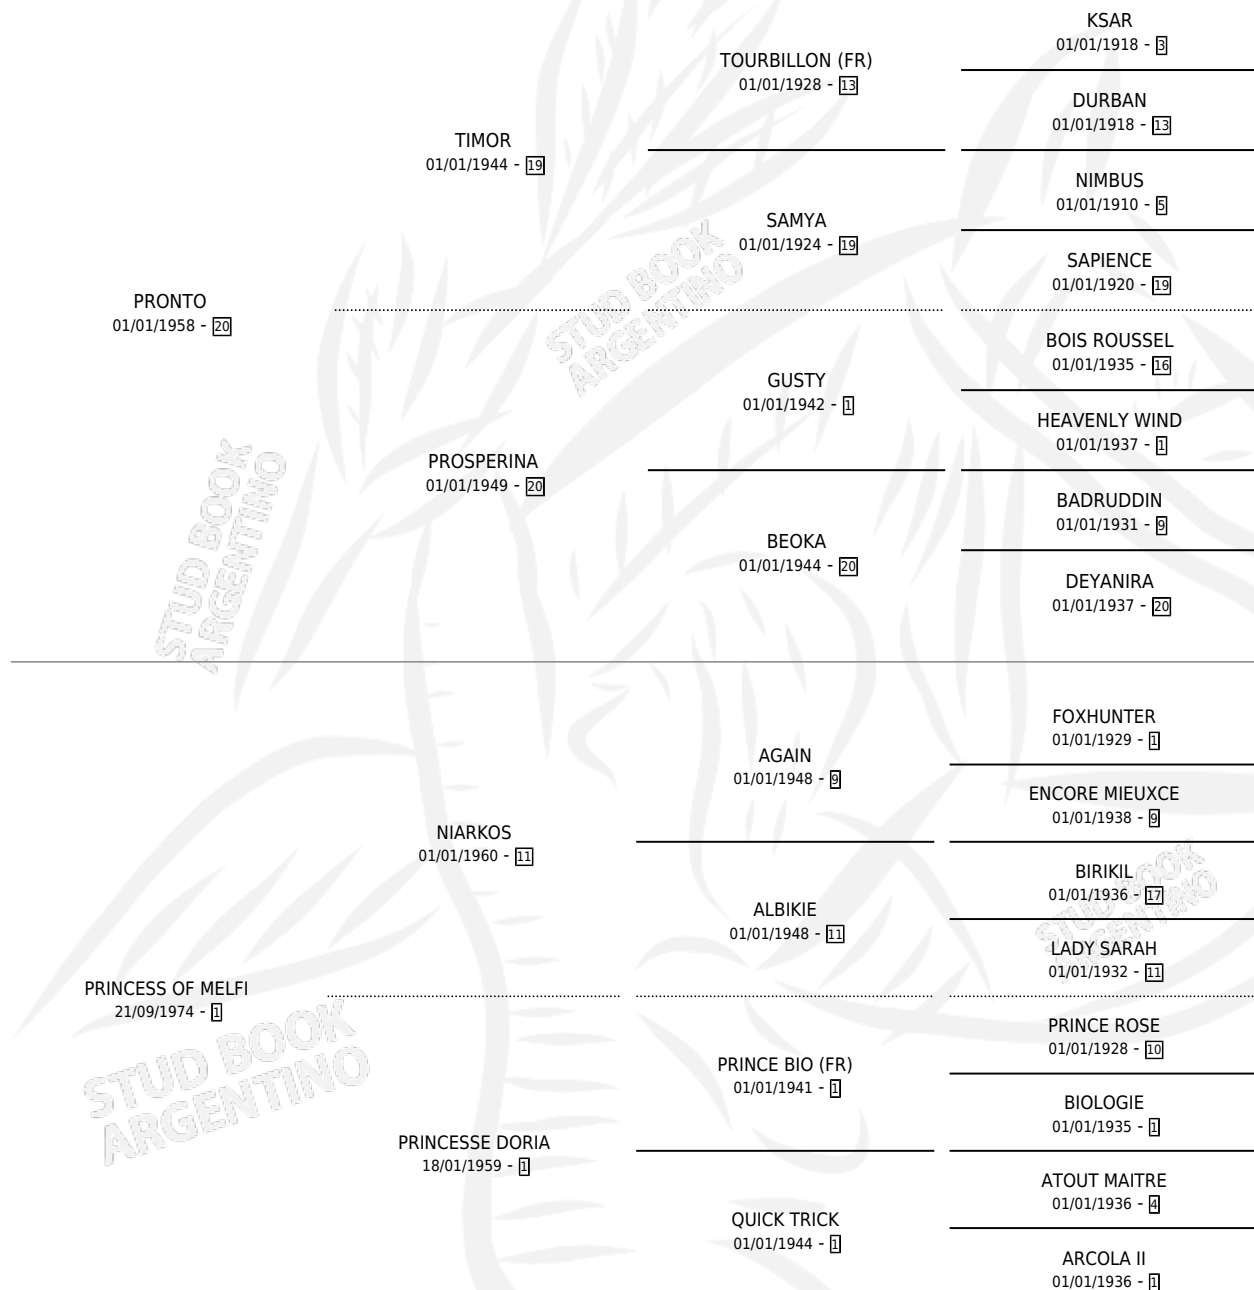 KSAR
01/01/1918 - 3
TOURBILLON (FR)
01/01/1928 - 13
DURBAN
01/01/1918 - 13
TIMOR
01/01/1944 - 19
NIMBUS
01/01/1910 - 5
SAMYA
01/01/1924 - 19
SAPIENCE
01/01/1920 - 19
PRONTO
01/01/1958 - 20
BOIS ROUSSEL
01/01/1935 - 16
GUSTY
01/01/1942 - 1
HEAVENLY WIND
01/01/1937 - 1
PROSPERINA
01/01/1949 - 20
BADRUDDIN
01/01/1931 - 9
BEOKA
01/01/1944 - 20
DEYANIRA
01/01/1937 - 20
FOXHUNTER
01/01/1929 - 1
AGAIN
01/01/1948 - 9
ENCORE MIEUXCE
01/01/1938 - 9
NIARKOS
01/01/1960 - 11
BIRIKIL
01/01/1936 - 17
ALBIKIE
01/01/1948 - 11
LADY SARAH
01/01/1932 - 11
PRINCESS OF MELFI
21/09/1974 - 1
PRINCE ROSE
01/01/1928 - 10
PRINCE BIO (FR)
01/01/1941 - 1
BIOLOGIE
01/01/1935 - 1
PRINCESSE DORIA
18/01/1959 - 1
ATOUT MAITRE
01/01/1936 - 4
QUICK TRICK
01/01/1944 - 1
ARCOLA II
01/01/1936 - 1
STUD BOOK
ARGENTINO
STUD BOOK
ARGENTINO
STUD BOOK
ARGENTINO
STUD BOOK
ARGENTINO